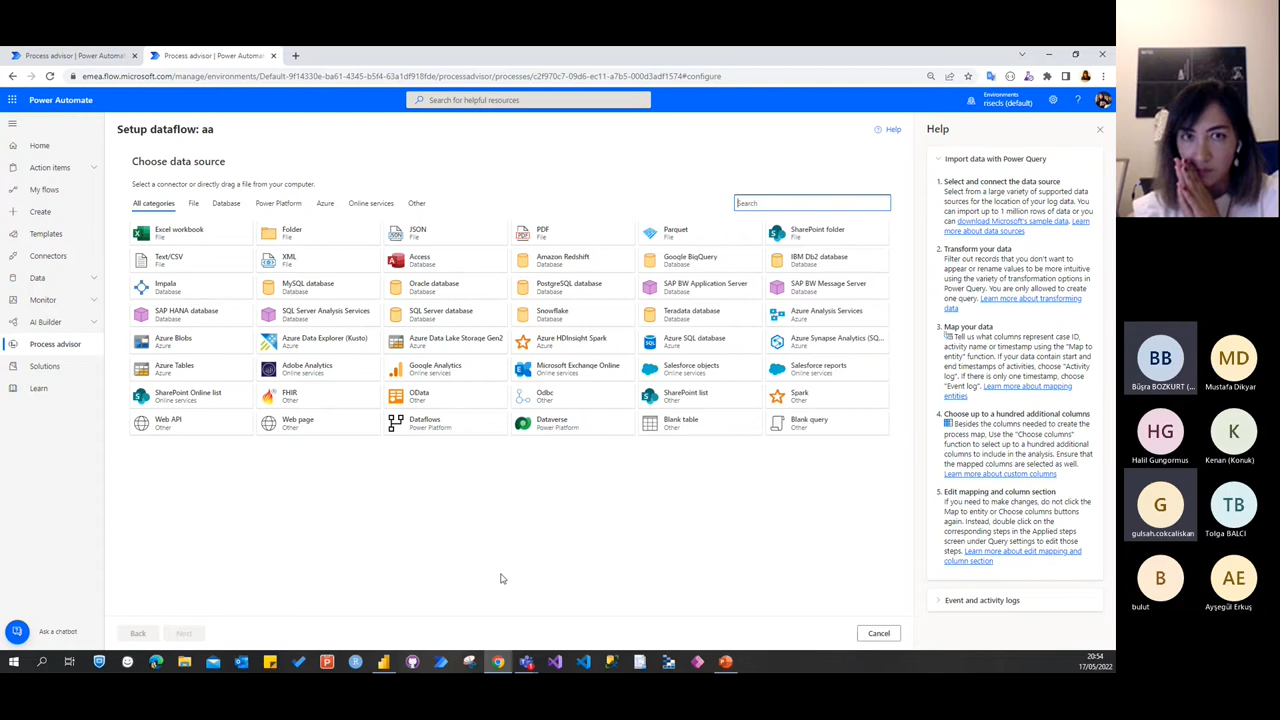 Process advisor | Power Automat
Process advisor | Power Automat
emea.flow.microsoft.com/manage/environments/Default-9f14330e-ba61-4345-b5f4-63a1df918fde/processadvisor/processes/c2f970c7-09d6-ec11-a7b5-000d3adf1574#configure
Power Automate
Search for helpful resources
Environments
risecls (default)
Home
Action items
My flows
Create
Templates
Connectors
Data
Monitor
AI Builder
Process advisor
Solutions
Learn
Ask a chatbot
Setup dataflow: aa
Help
Choose data source
Select a connector or directly drag a file from your computer.
All categories File Database Power Platform Azure Online services Other
Search
Excel workbook
File
Folder
File
JSON
File
PDF
File
Parquet
File
SharePoint folder
File
Text/CSV
File
XML
File
Access
Database
Amazon Redshift
Database
Google BigQuery
Database
IBM Db2 database
Database
Impala
Database
MySQL database
Database
Oracle database
Database
PostgreSQL database
Database
SAP BW Application Server
Database
SAP BW Message Server
Database
SAP HANA database
Database
SQL Server Analysis Services
Database
SQL Server database
Database
Snowflake
Database
Teradata database
Database
Azure Analysis Services
Azure
Azure Blobs
Azure
Azure Data Explorer (Kusto)
Azure
Azure Data Lake Storage Gen2
Azure
Azure HDInsight Spark
Azure
Azure SQL database
Azure
Azure Synapse Analytics (SQ...
Azure
Azure Tables
Azure
Adobe Analytics
Online services
Google Analytics
Online services
Microsoft Exchange Online
Online services
Salesforce objects
Online services
Salesforce reports
Online services
SharePoint Online list
Online services
FHIR
Other
OData
Other
Odbc
Other
SharePoint list
Other
Spark
Other
Web API
Other
Web page
Other
Dataflows
Power Platform
Dataverse
Power Platform
Blank table
Other
Blank query
Other
Back
Next
Cancel
Help
Import data with Power Query
1. Select and connect the data source
Select from a large variety of supported data
sources for the location of your log data. You
can import up to 1 million rows of data or you
can download Microsoft's sample data. Learn
more about data sources
2. Transform your data
Filter out records that you don't want to
appear or rename values to be more intuitive
using the variety of transformation options in
Power Query. You are only allowed to create
one query. Learn more about transforming
data
3. Map your data
Tell us what columns represent case ID,
activity name or timestamp using the "Map to
entity" function. If your data contain start and
end timestamps of activities, choose "Activity
log". If there is only one timestamp, choose
"Event log". Learn more about mapping
entities
4. Choose up to a hundred additional columns
Besides the columns needed to create the
process map, Use the "Choose columns"
function to select up to a hundred additional
columns to include in the analysis. Ensure that
the mapped columns are selected as well.
Learn more about custom columns
5. Edit mapping and column section
If you need to make changes, do not click the
Map to entity or Choose columns buttons
again. Instead, double click on the
corresponding steps in the Applied steps
screen under Query settings to edit those
steps. Learn more about edit mapping and
column section
Event and activity logs
20:54
17/05/2022
BB
Büşra BOZKURT (...
MD
Mustafa Dikyar
HG
Halil Gungormus
K
Kenan (Konuk)
G
gulsah.cokcaliskan
TB
Tolga BALCI
B
bulut
AE
Ayşegül Erkuş